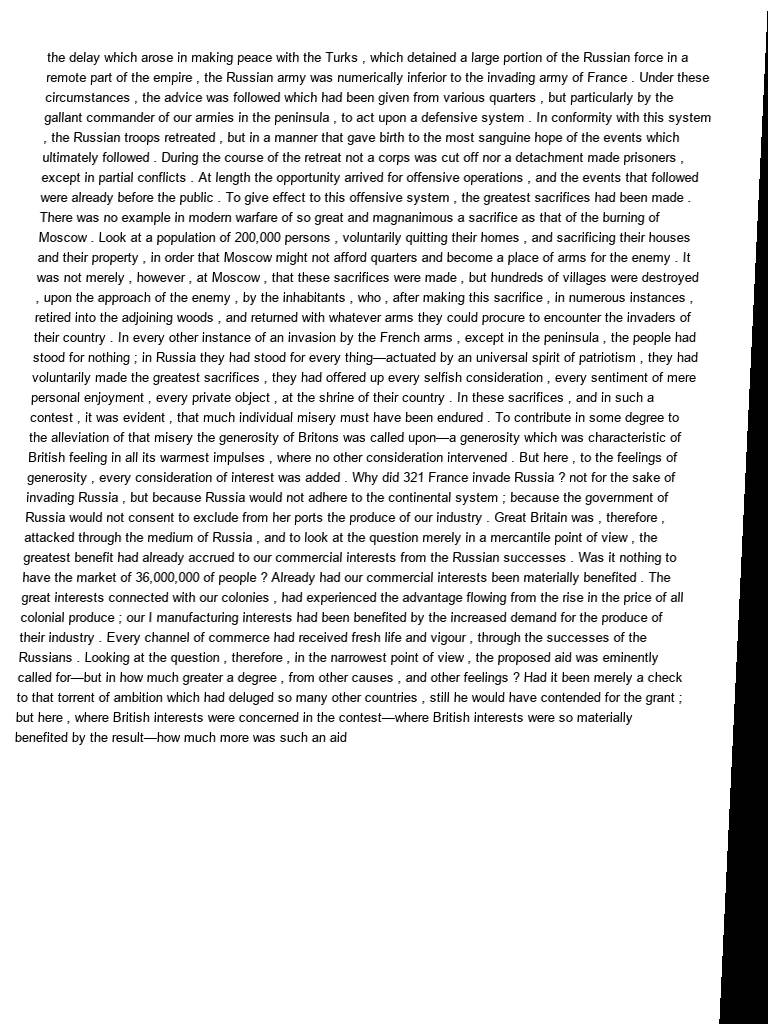 the delay which arose in making peace with the Turks , which detained a large portion of the Russian force in a
remote part of the empire , the Russian army was numerically inferior to the invading army of France . Under these
circumstances , the advice was followed which had been given from various quarters , but particularly by the
gallant commander of our armies in the peninsula , to act upon a defensive system . In conformity with this system
, the Russian troops retreated , but in a manner that gave birth to the most sanguine hope of the events which
ultimately followed . During the course of the retreat not a corps was cut off nor a detachment made prisoners ,
except in partial conflicts . At length the opportunity arrived for offensive operations , and the events that followed
were already before the public . To give effect to this offensive system , the greatest sacrifices had been made .
There was no example in modern warfare of so great and magnanimous a sacrifice as that of the burning of
Moscow . Look at a population of 200,000 persons , voluntarily quitting their homes , and sacrificing their houses
and their property , in order that Moscow might not afford quarters and become a place of arms for the enemy . It
was not merely , however , at Moscow , that these sacrifices were made , but hundreds of villages were destroyed
, upon the approach of the enemy , by the inhabitants , who , after making this sacrifice , in numerous instances ,
retired into the adjoining woods , and returned with whatever arms they could procure to encounter the invaders of
their country . In every other instance of an invasion by the French arms , except in the peninsula , the people had
stood for nothing ; in Russia they had stood for every thing—actuated by an universal spirit of patriotism , they had
voluntarily made the greatest sacrifices , they had offered up every selfish consideration , every sentiment of mere
personal enjoyment , every private object , at the shrine of their country . In these sacrifices , and in such a
contest , it was evident , that much individual misery must have been endured . To contribute in some degree to
the alleviation of that misery the generosity of Britons was called upon—a generosity which was characteristic of
British feeling in all its warmest impulses , where no other consideration intervened . But here , to the feelings of
generosity , every consideration of interest was added . Why did 321 France invade Russia ? not for the sake of
invading Russia , but because Russia would not adhere to the continental system ; because the government of
Russia would not consent to exclude from her ports the produce of our industry . Great Britain was , therefore ,
attacked through the medium of Russia , and to look at the question merely in a mercantile point of view , the
greatest benefit had already accrued to our commercial interests from the Russian successes . Was it nothing to
have the market of 36,000,000 of people ? Already had our commercial interests been materially benefited . The
great interests connected with our colonies , had experienced the advantage flowing from the rise in the price of all
colonial produce ; our I manufacturing interests had been benefited by the increased demand for the produce of
their industry . Every channel of commerce had received fresh life and vigour , through the successes of the
Russians . Looking at the question , therefore , in the narrowest point of view , the proposed aid was eminently
called for—but in how much greater a degree , from other causes , and other feelings ? Had it been merely a check
to that torrent of ambition which had deluged so many other countries , still he would have contended for the grant ;
but here , where British interests were concerned in the contest—where British interests were so materially
benefited by the result—how much more was such an aid